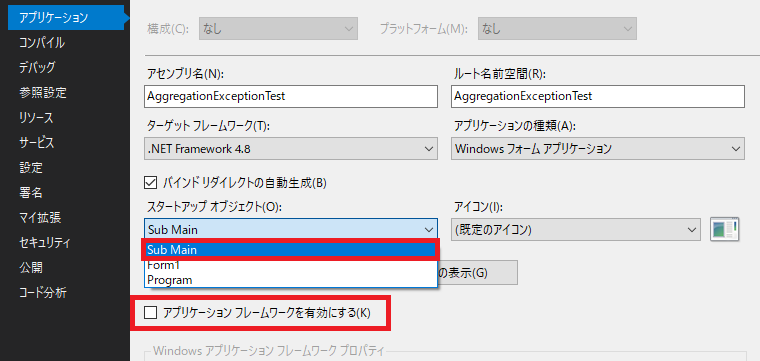 アプリケーション
コンパイル
デバッグ
参照設定
リソース
サービス
設定
署名
マイ拡張
セキュリティ
公開
コード分析
構成(C): なし プラットフォーム(M): なし
アセンブリ名(N): ルート名前空間(R):
AggregationExceptionTest AggregationExceptionTest
ターゲット フレームワーク(T): アプリケーションの種類(A):
.NET Framework 4.8 Windows フォーム アプリケーション
バインド リダイレクトの自動生成(B)
スタートアップ オブジェクト(O): アイコン(I):
Sub Main (既定のアイコン)
Sub Main
Form1
Program の表示(G)
アプリケーション フレームワークを有効にする(K)
Windows アプリケーション フレームワーク プロパティ